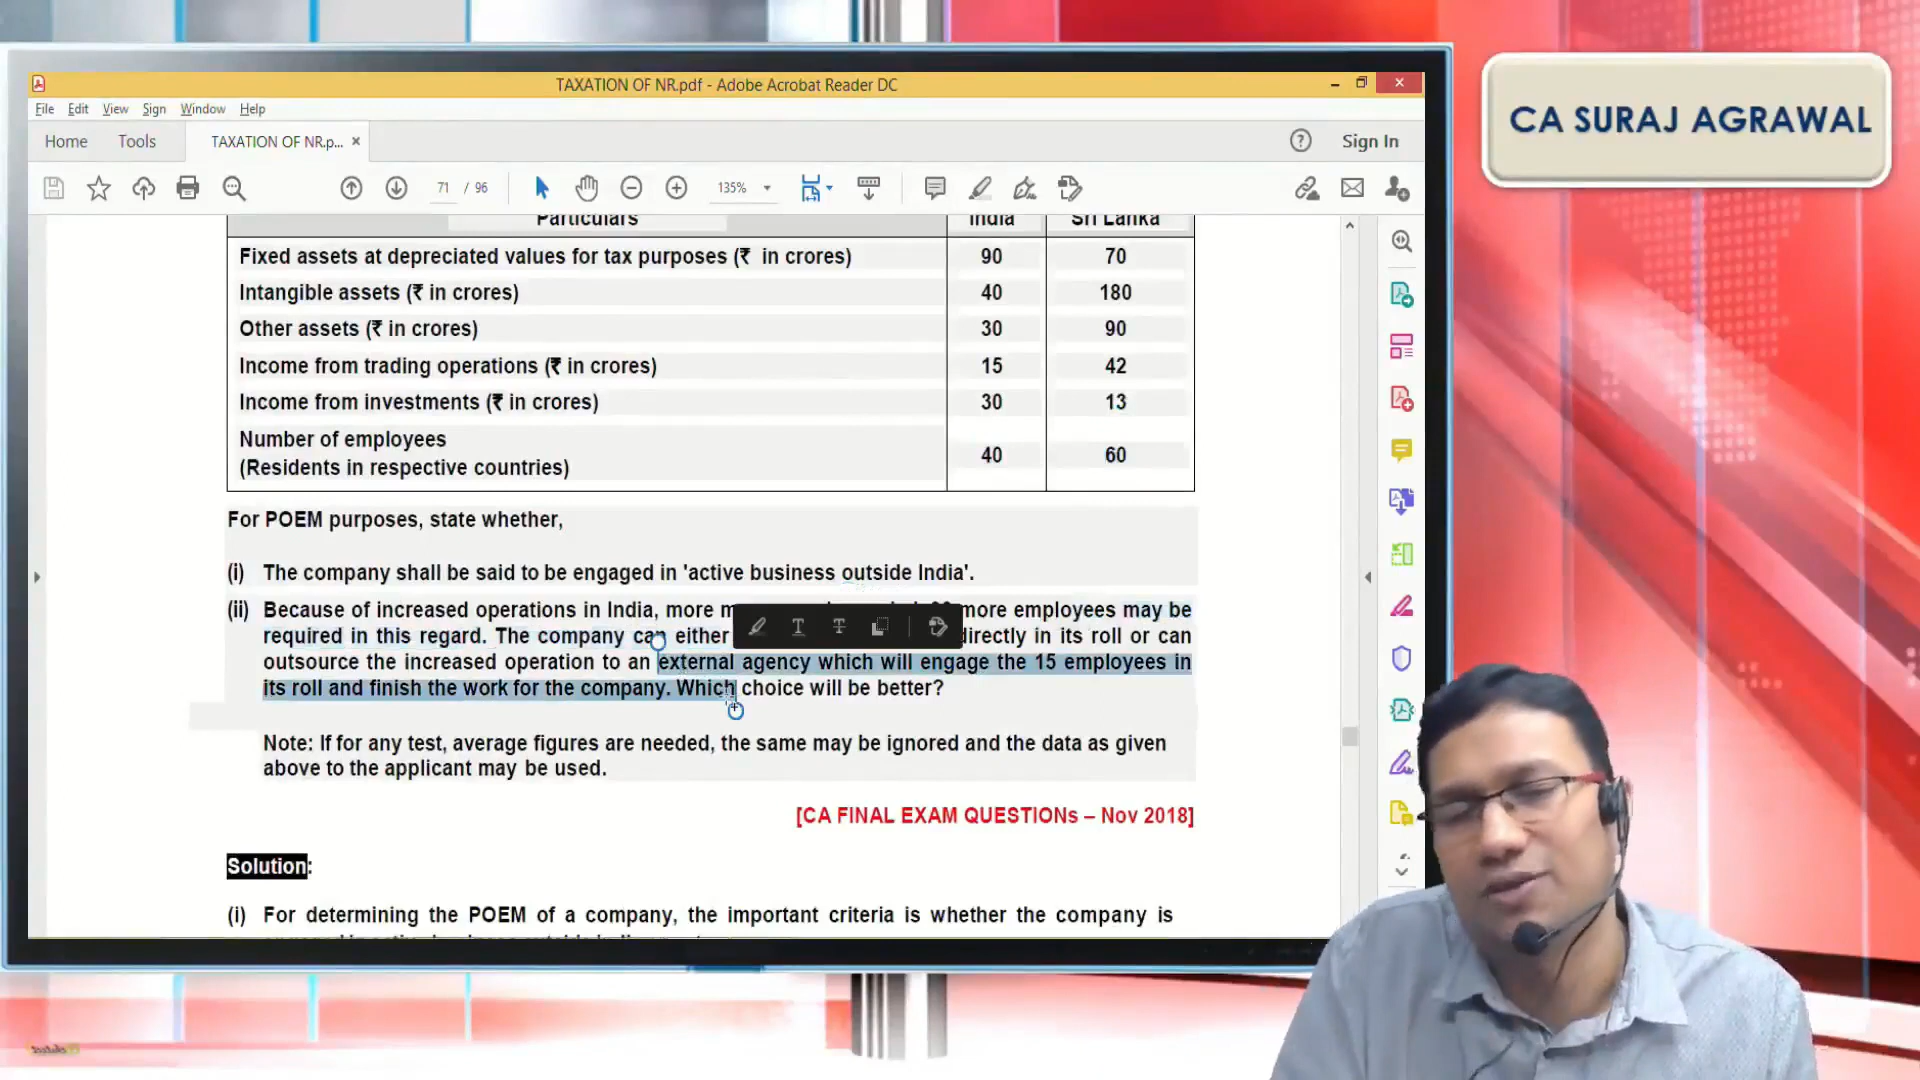 CA SURAJ AGRAWAL
TAXATION OF NR.pdf - Adobe Acrobat Reader DC
File Edit View Sign Window Help
Home Tools TAXATION OF NR.p... × Sign In
71 / 96 135%
Particulars India Sri Lanka
Fixed assets at depreciated values for tax purposes (₹ in crores) 90 70
Intangible assets (₹ in crores) 40 180
Other assets (₹ in crores) 30 90
Income from trading operations (₹ in crores) 15 42
Income from investments (₹ in crores) 30 13
Number of employees
(Residents in respective countries) 40 60
For POEM purposes, state whether,
(i) The company shall be said to be engaged in 'active business outside India'.
(ii) Because of increased operations in India, more more employees may be
required in this regard. The company can either directly in its roll or can
outsource the increased operation to an external agency which will engage the 15 employees in
its roll and finish the work for the company. Which choice will be better?
Note: If for any test, average figures are needed, the same may be ignored and the data as given
above to the applicant may be used.
[CA FINAL EXAM QUESTIONs – Nov 2018]
Solution:
(i) For determining the POEM of a company, the important criteria is whether the company is